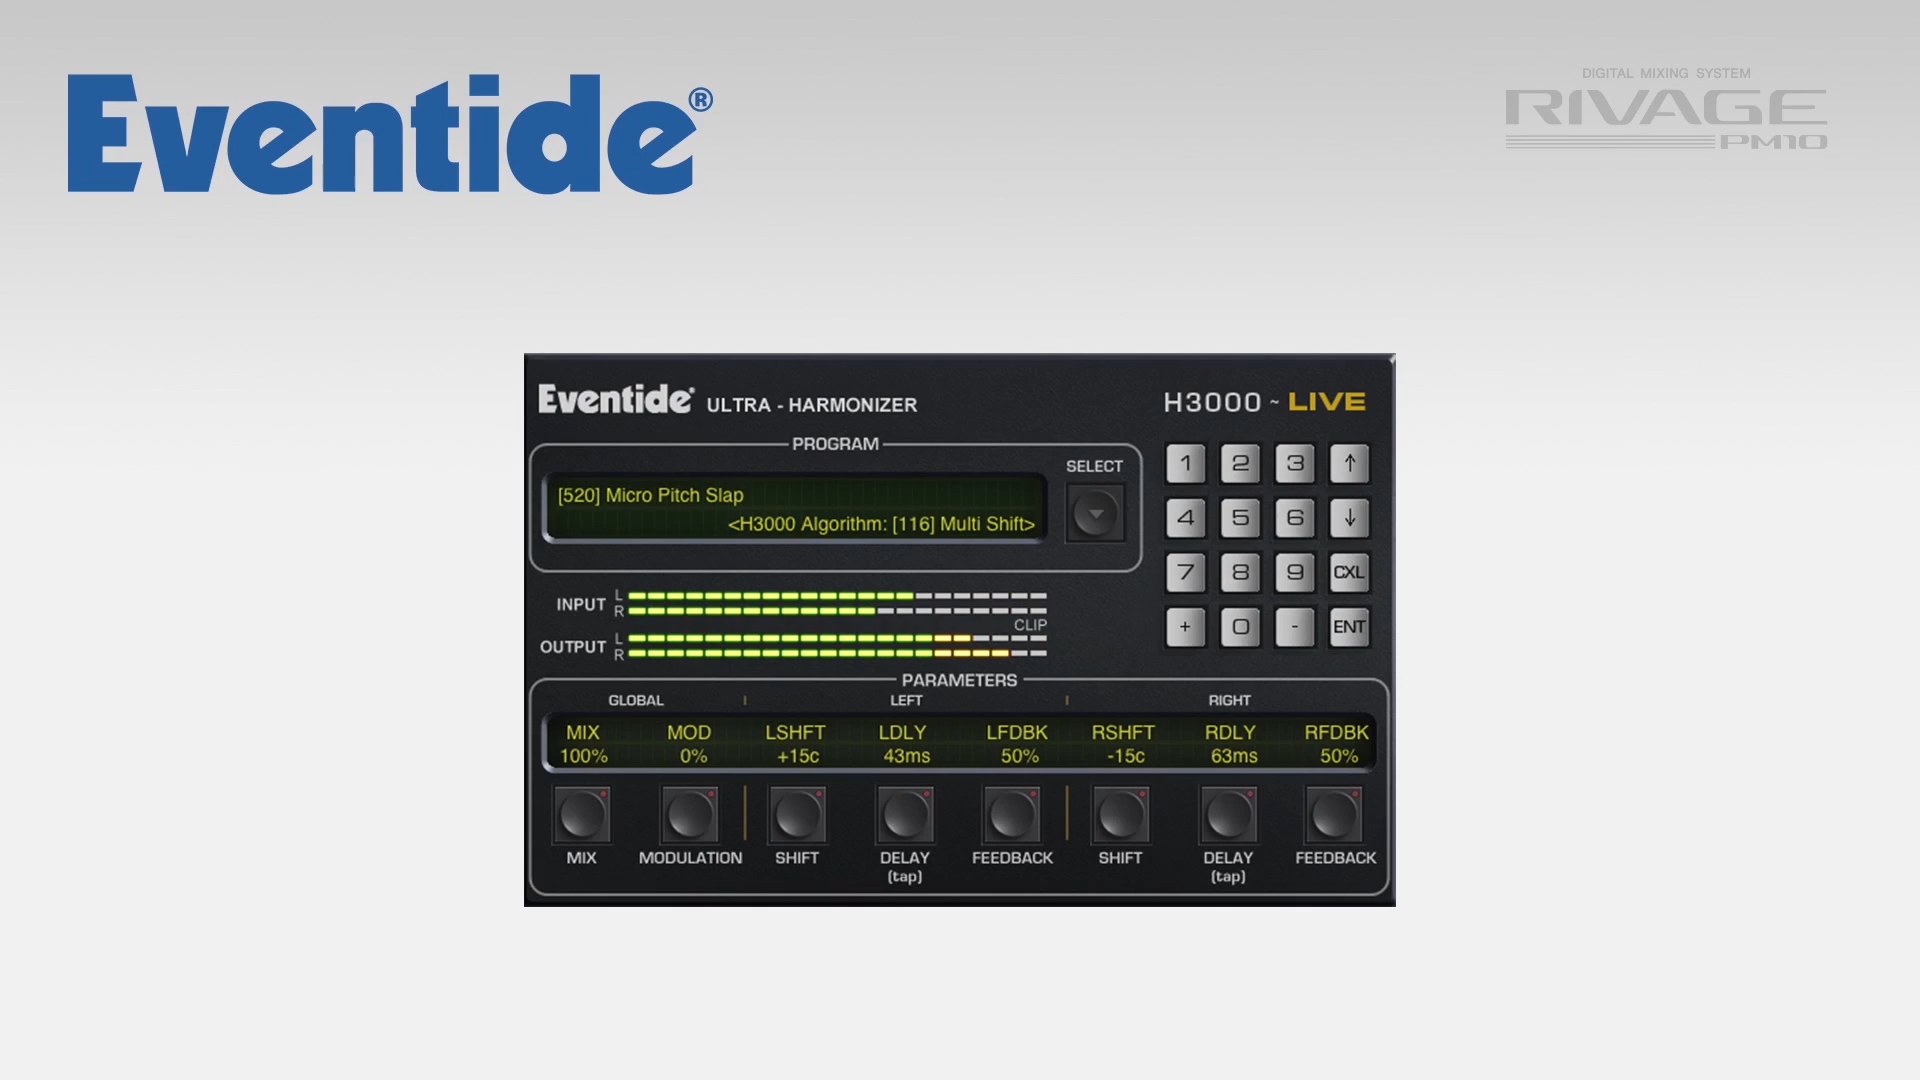 Eventide®
DIGITAL MIXING SYSTEM
RIVAGE
PM10
Eventide® ULTRA - HARMONIZER
H3000 ~ LIVE
PROGRAM
SELECT
[520] Micro Pitch Slap
<H3000 Algorithm: [116] Multi Shift>
1 2 3 ↑
4 5 6 ↓
7 8 9 CXL
+ 0 - ENT
INPUT L
R
CLIP
OUTPUT L
R
PARAMETERS
GLOBAL LEFT RIGHT
MIX MOD LSHFT LDLY LFDBK RSHFT RDLY RFDBK
100% 0% +15c 43ms 50% -15c 63ms 50%
MIX MODULATION SHIFT DELAY FEEDBACK SHIFT DELAY FEEDBACK
(tap) (tap)